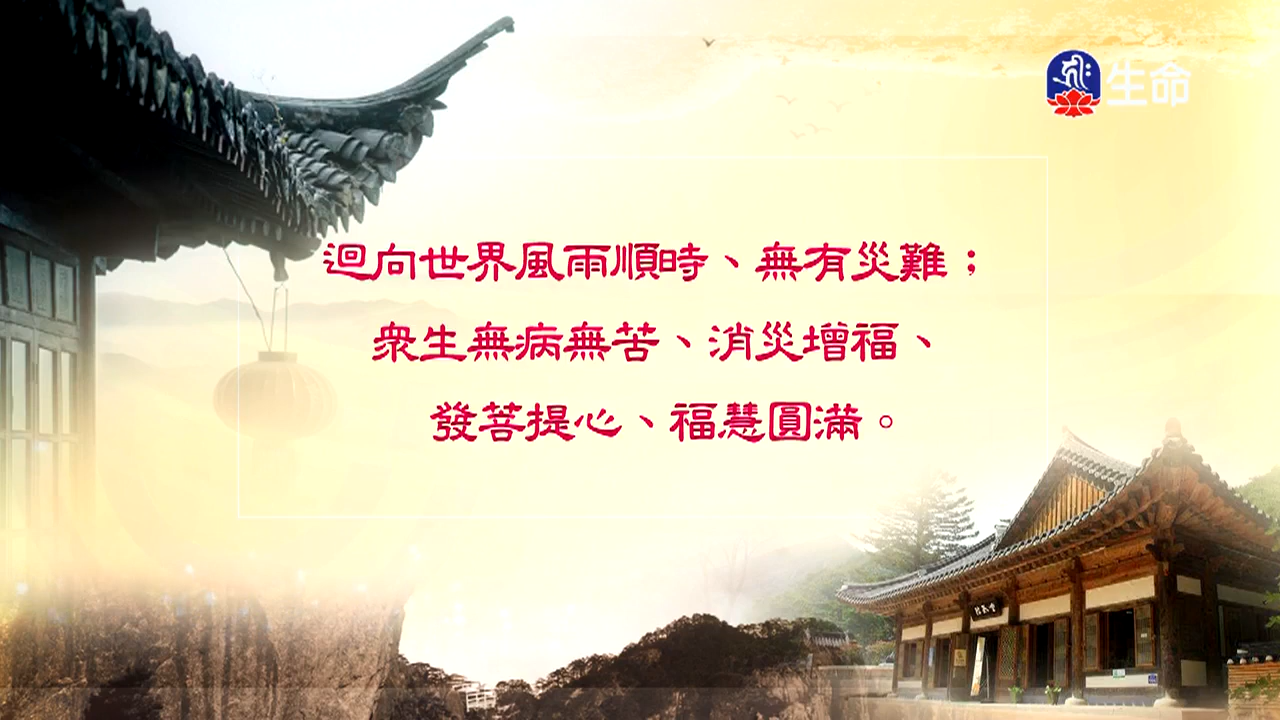 生命
迴向世界風雨順時、無有災難；
衆生無病無苦、消災增福、
發菩提心、福慧圓滿。